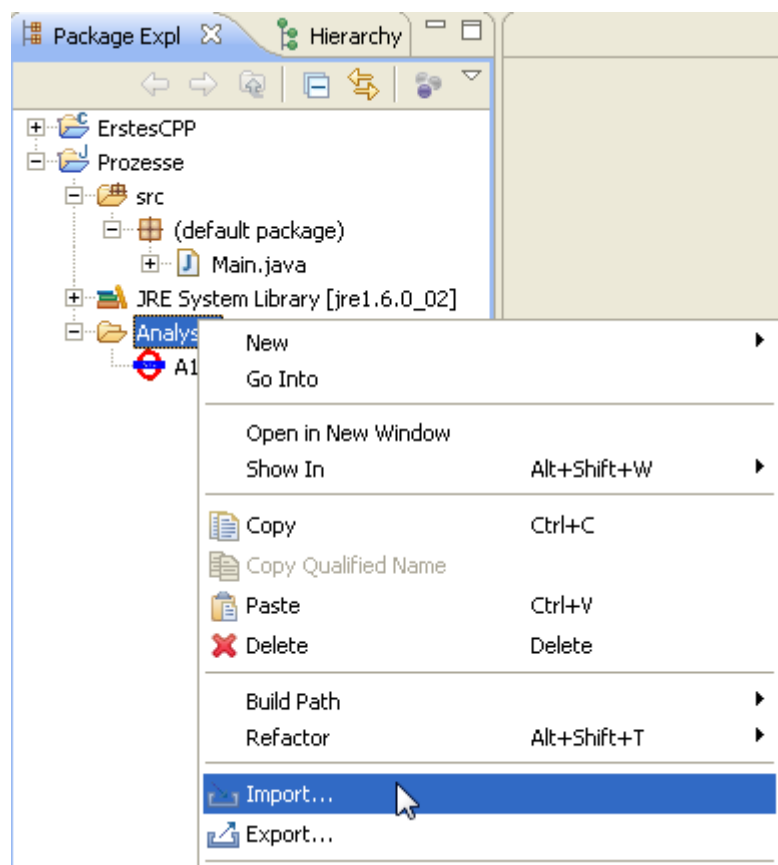 Package Expl Hierarchy
ErstesCPP
Prozesse
src
(default package)
Main.java
JRE System Library [jre1.6.0_02]
Analys
A1
New
Go Into
Open in New Window
Show In Alt+Shift+W
Copy Ctrl+C
Copy Qualified Name
Paste Ctrl+V
Delete Delete
Build Path
Refactor Alt+Shift+T
Import...
Export...